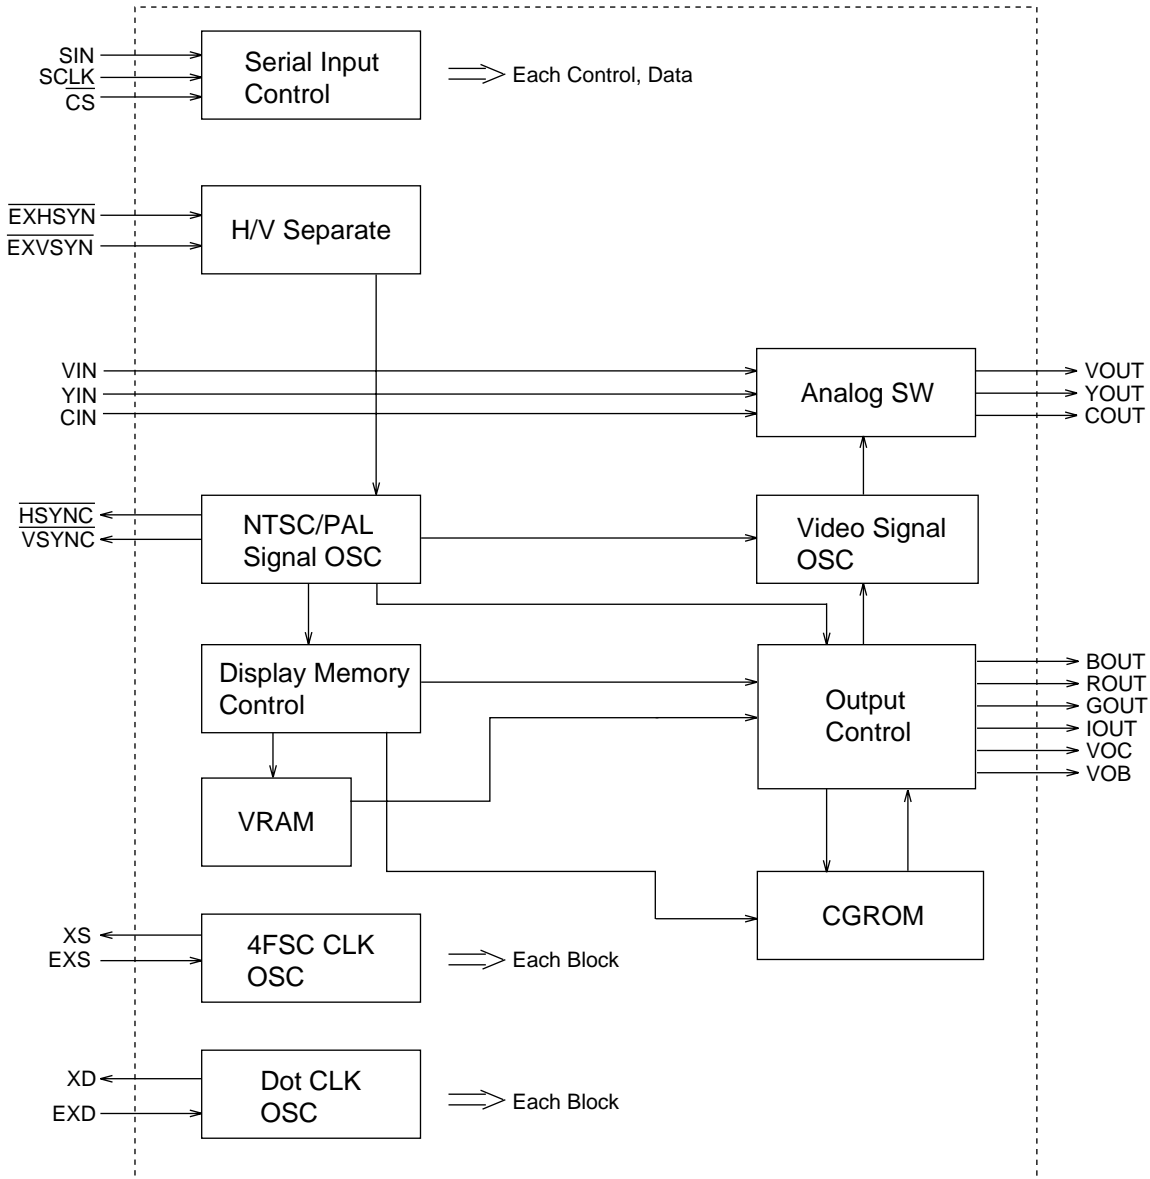 SIN
SCLK
CS
Serial Input
Control
Each Control, Data
EXHSYN
EXVSYN
H/V Separate
VIN
YIN
CIN
Analog SW
VOUT
YOUT
COUT
HSYNC
VSYNC
NTSC/PAL
Signal OSC
Video Signal
OSC
Display Memory
Control
Output
Control
BOUT
ROUT
GOUT
IOUT
VOC
VOB
VRAM
CGROM
XS
EXS
4FSC CLK
OSC
Each Block
XD
EXD
Dot CLK
OSC
Each Block